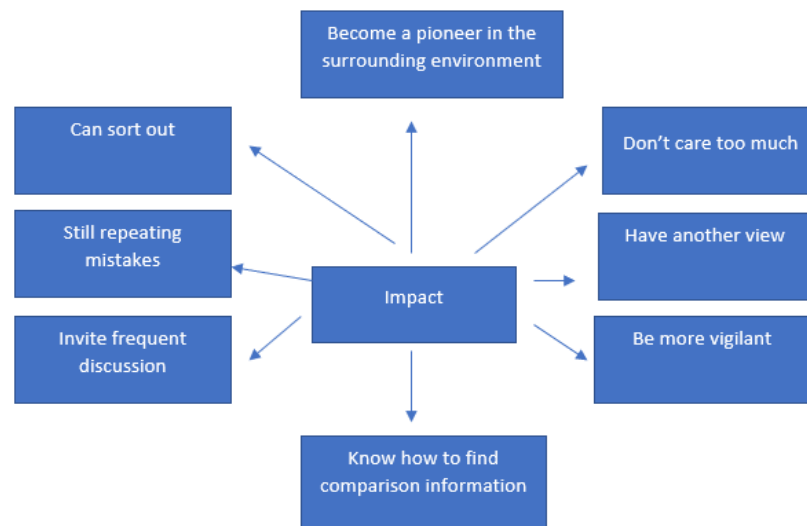 Become a pioneer in the
surrounding environment
Can sort out
Don’t care too much
Still repeating
mistakes
Have another view
Impact
Invite frequent
discussion
Be more vigilant
Know how to find
comparison information